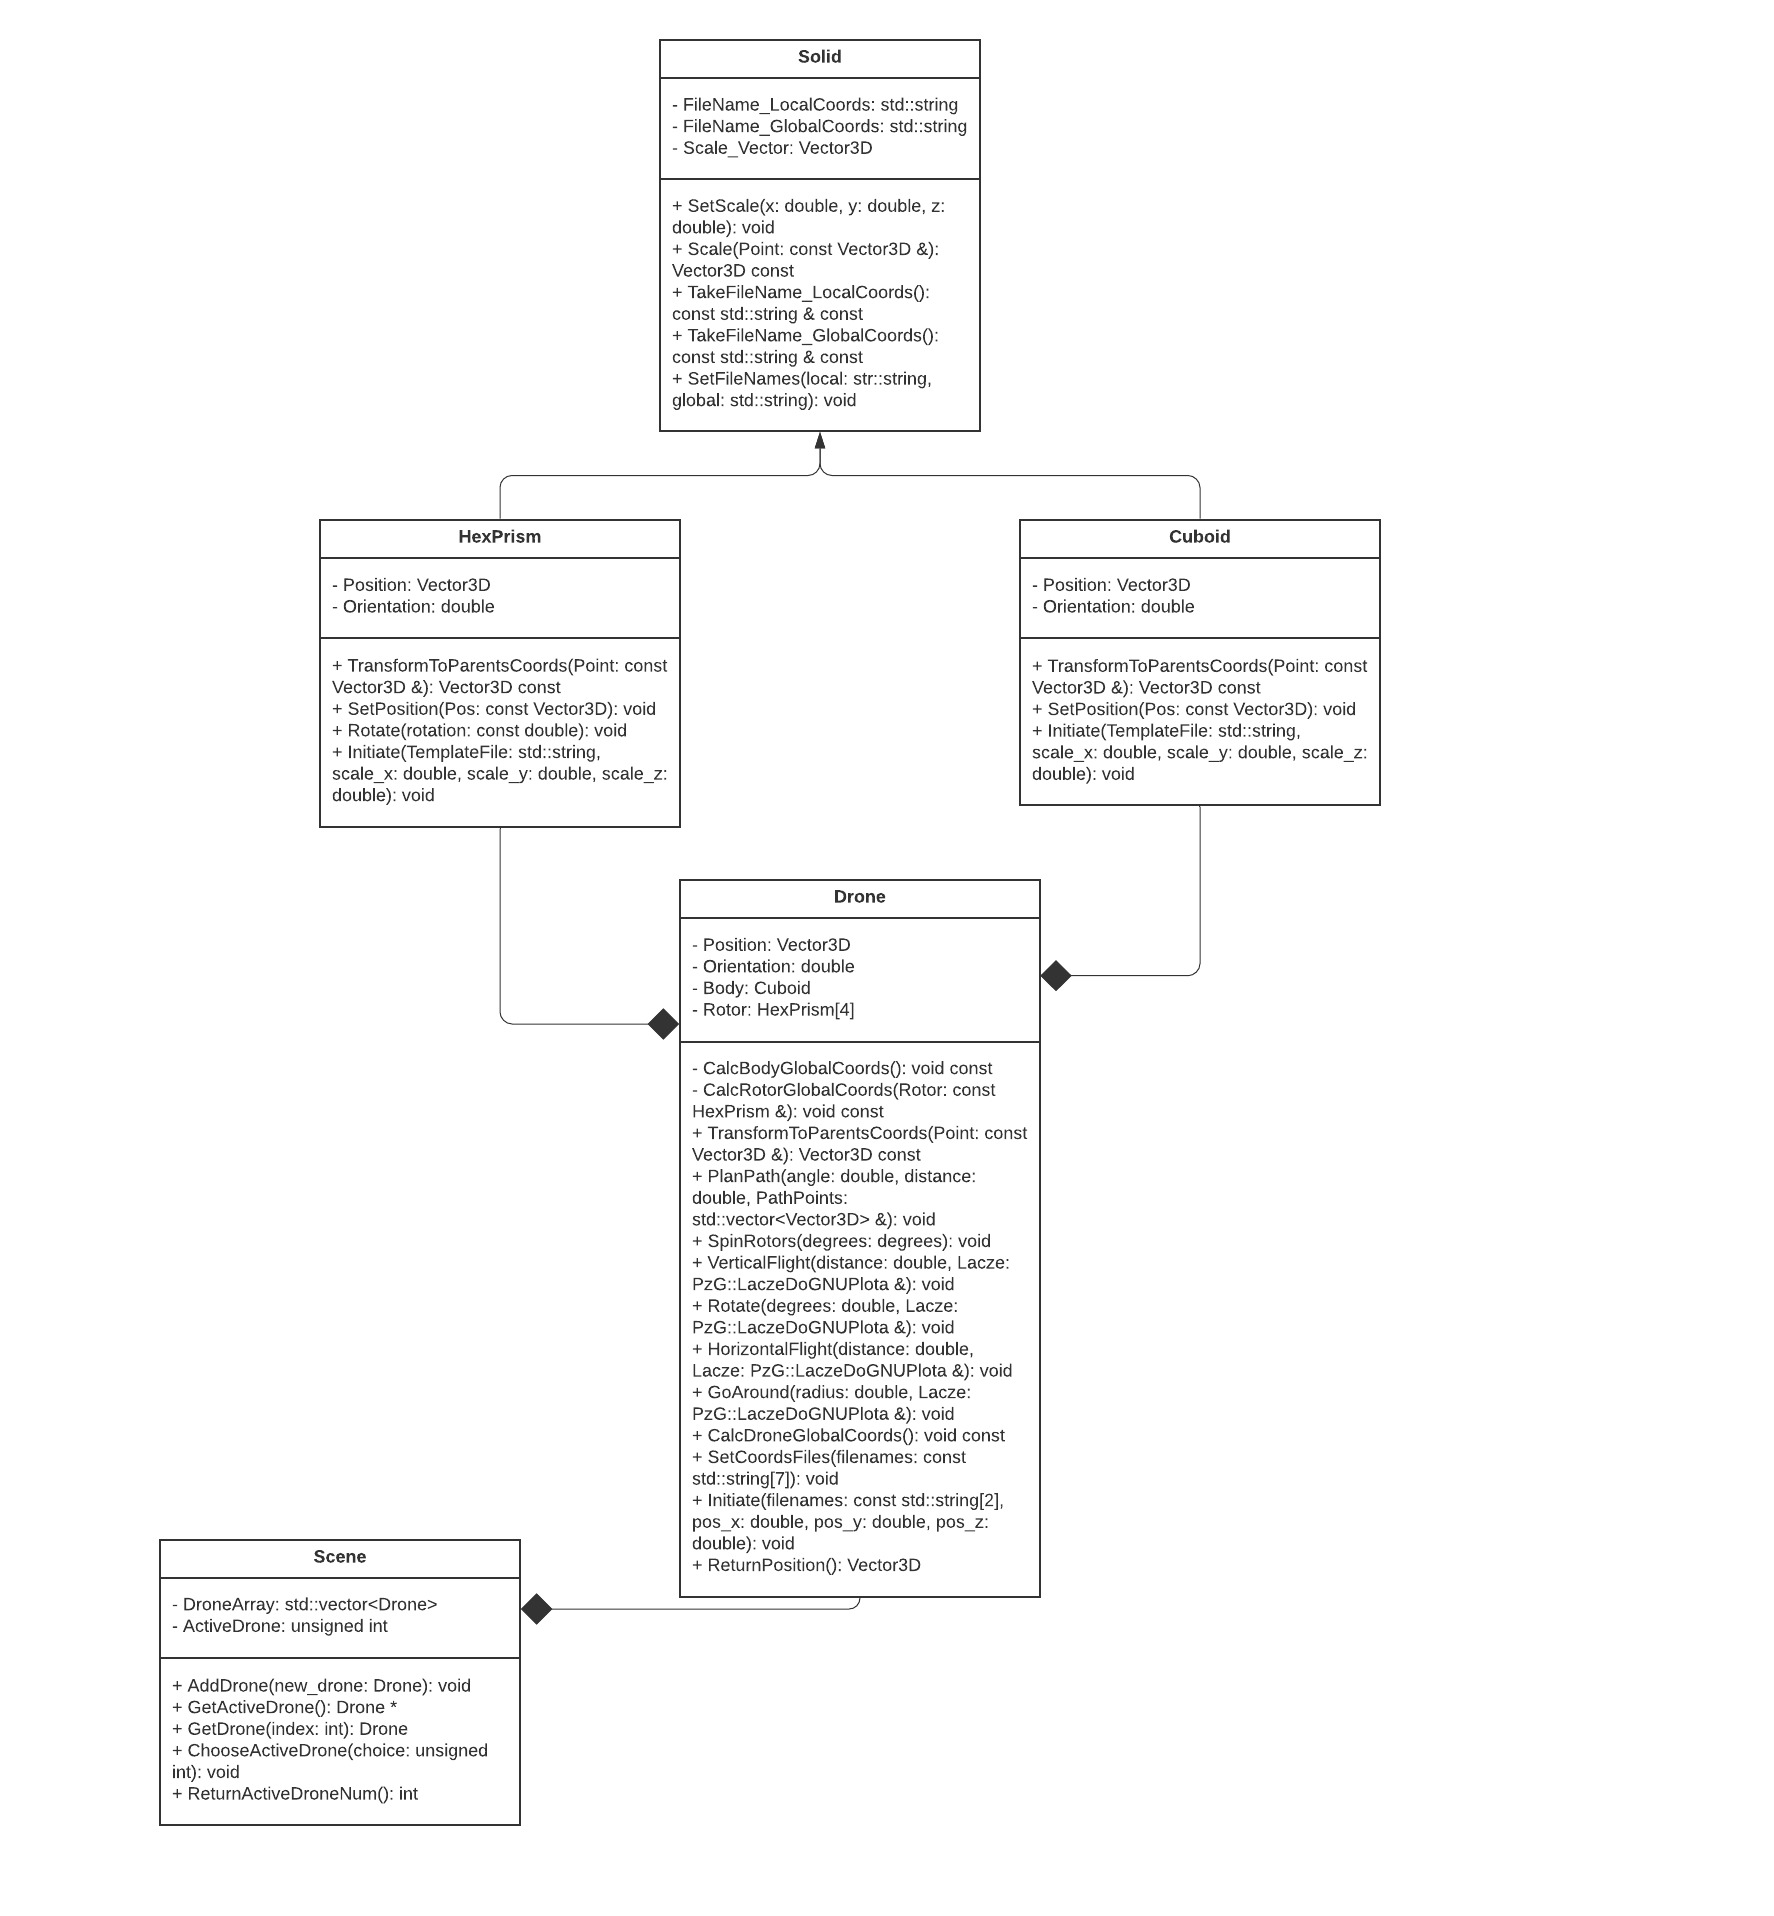 Solid
- FileName_LocalCoords: std::string
- FileName_GlobalCoords: std::string
- Scale_Vector: Vector3D
+ SetScale(x: double, y: double, z:
double): void
+ Scale(Point: const Vector3D &):
Vector3D const
+ TakeFileName_LocalCoords():
const std::string & const
+ TakeFileName_GlobalCoords():
const std::string & const
+ SetFileNames(local: str::string,
global: std::string): void
HexPrism
- Position: Vector3D
- Orientation: double
+ TransformToParentsCoords(Point: const
Vector3D &): Vector3D const
+ SetPosition(Pos: const Vector3D): void
+ Rotate(rotation: const double): void
+ Initiate(TemplateFile: std::string,
scale_x: double, scale_y: double, scale_z:
double): void
Cuboid
- Position: Vector3D
- Orientation: double
+ TransformToParentsCoords(Point: const
Vector3D &): Vector3D const
+ SetPosition(Pos: const Vector3D): void
+ Initiate(TemplateFile: std::string,
scale_x: double, scale_y: double, scale_z:
double): void
Drone
- Position: Vector3D
- Orientation: double
- Body: Cuboid
- Rotor: HexPrism[4]
- CalcBodyGlobalCoords(): void const
- CalcRotorGlobalCoords(Rotor: const
HexPrism &): void const
+ TransformToParentsCoords(Point: const
Vector3D &): Vector3D const
+ PlanPath(angle: double, distance:
double, PathPoints:
std::vector<Vector3D> &): void
+ SpinRotors(degrees: degrees): void
+ VerticalFlight(distance: double, Lacze:
PzG::LaczeDoGNUPlota &): void
+ Rotate(degrees: double, Lacze:
PzG::LaczeDoGNUPlota &): void
+ HorizontalFlight(distance: double,
Lacze: PzG::LaczeDoGNUPlota &): void
+ GoAround(radius: double, Lacze:
PzG::LaczeDoGNUPlota &): void
+ CalcDroneGlobalCoords(): void const
+ SetCoordsFiles(filenames: const
std::string[7]): void
+ Initiate(filenames: const std::string[2],
pos_x: double, pos_y: double, pos_z:
double): void
+ ReturnPosition(): Vector3D
Scene
- DroneArray: std::vector<Drone>
- ActiveDrone: unsigned int
+ AddDrone(new_drone: Drone): void
+ GetActiveDrone(): Drone *
+ GetDrone(index: int): Drone
+ ChooseActiveDrone(choice: unsigned
int): void
+ ReturnActiveDroneNum(): int